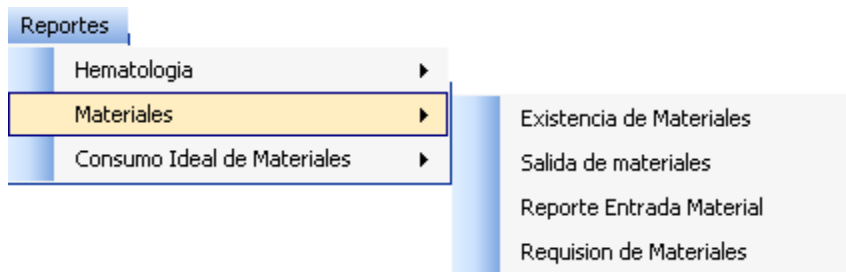 Reportes
Hematologia
Materiales
Consumo Ideal de Materiales
Existencia de Materiales
Salida de materiales
Reporte Entrada Material
Requision de Materiales